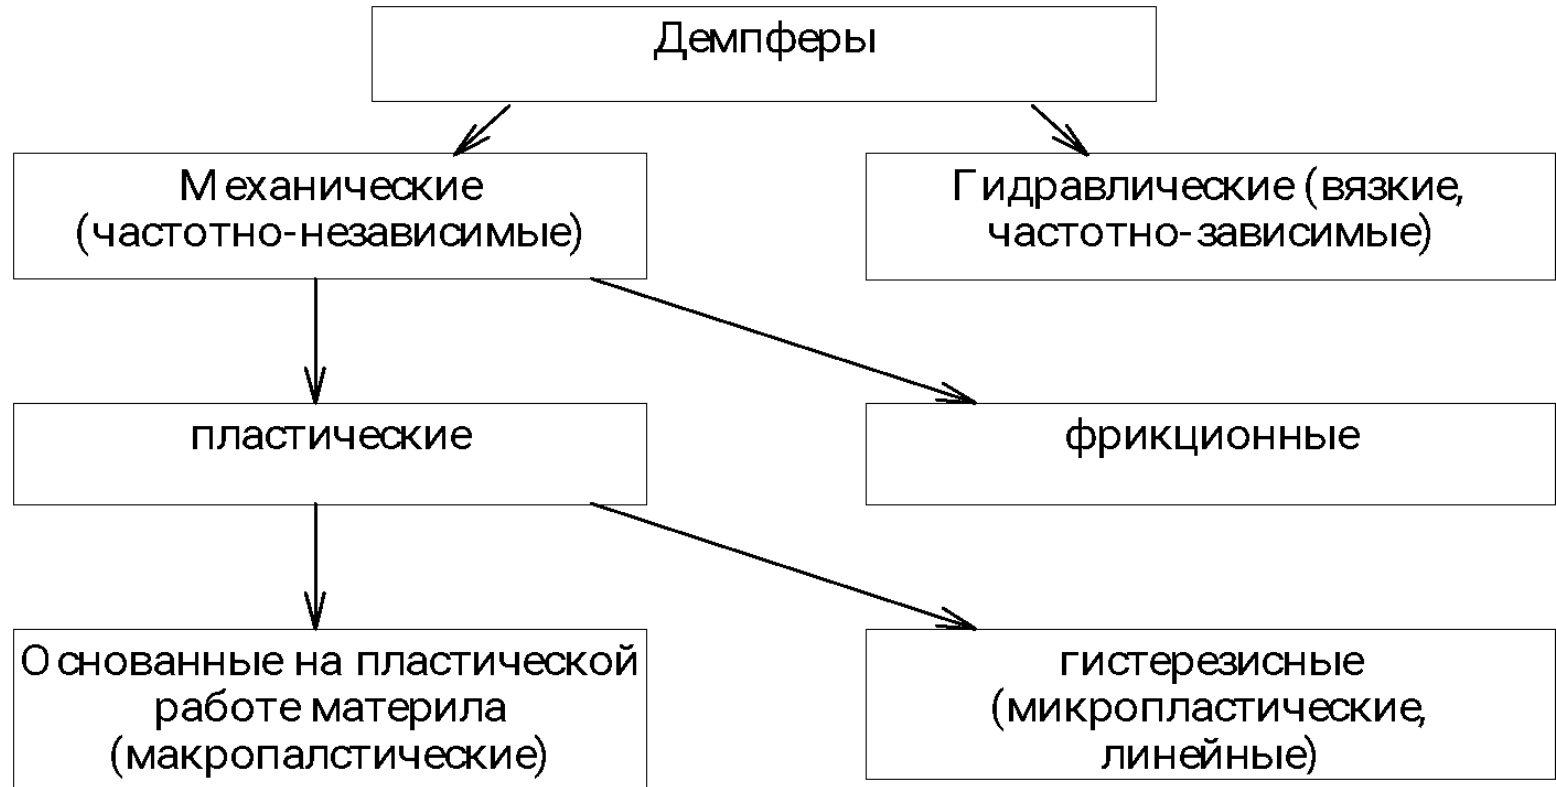 Демпферы
Механические
(частотно-независимые)
Гидравлические (вязкие,
частотно-зависимые)
пластические
фрикционные
Основанные на пластической
работе материла
(макропалстические)
гистерезисные
(микропластические,
линейные)